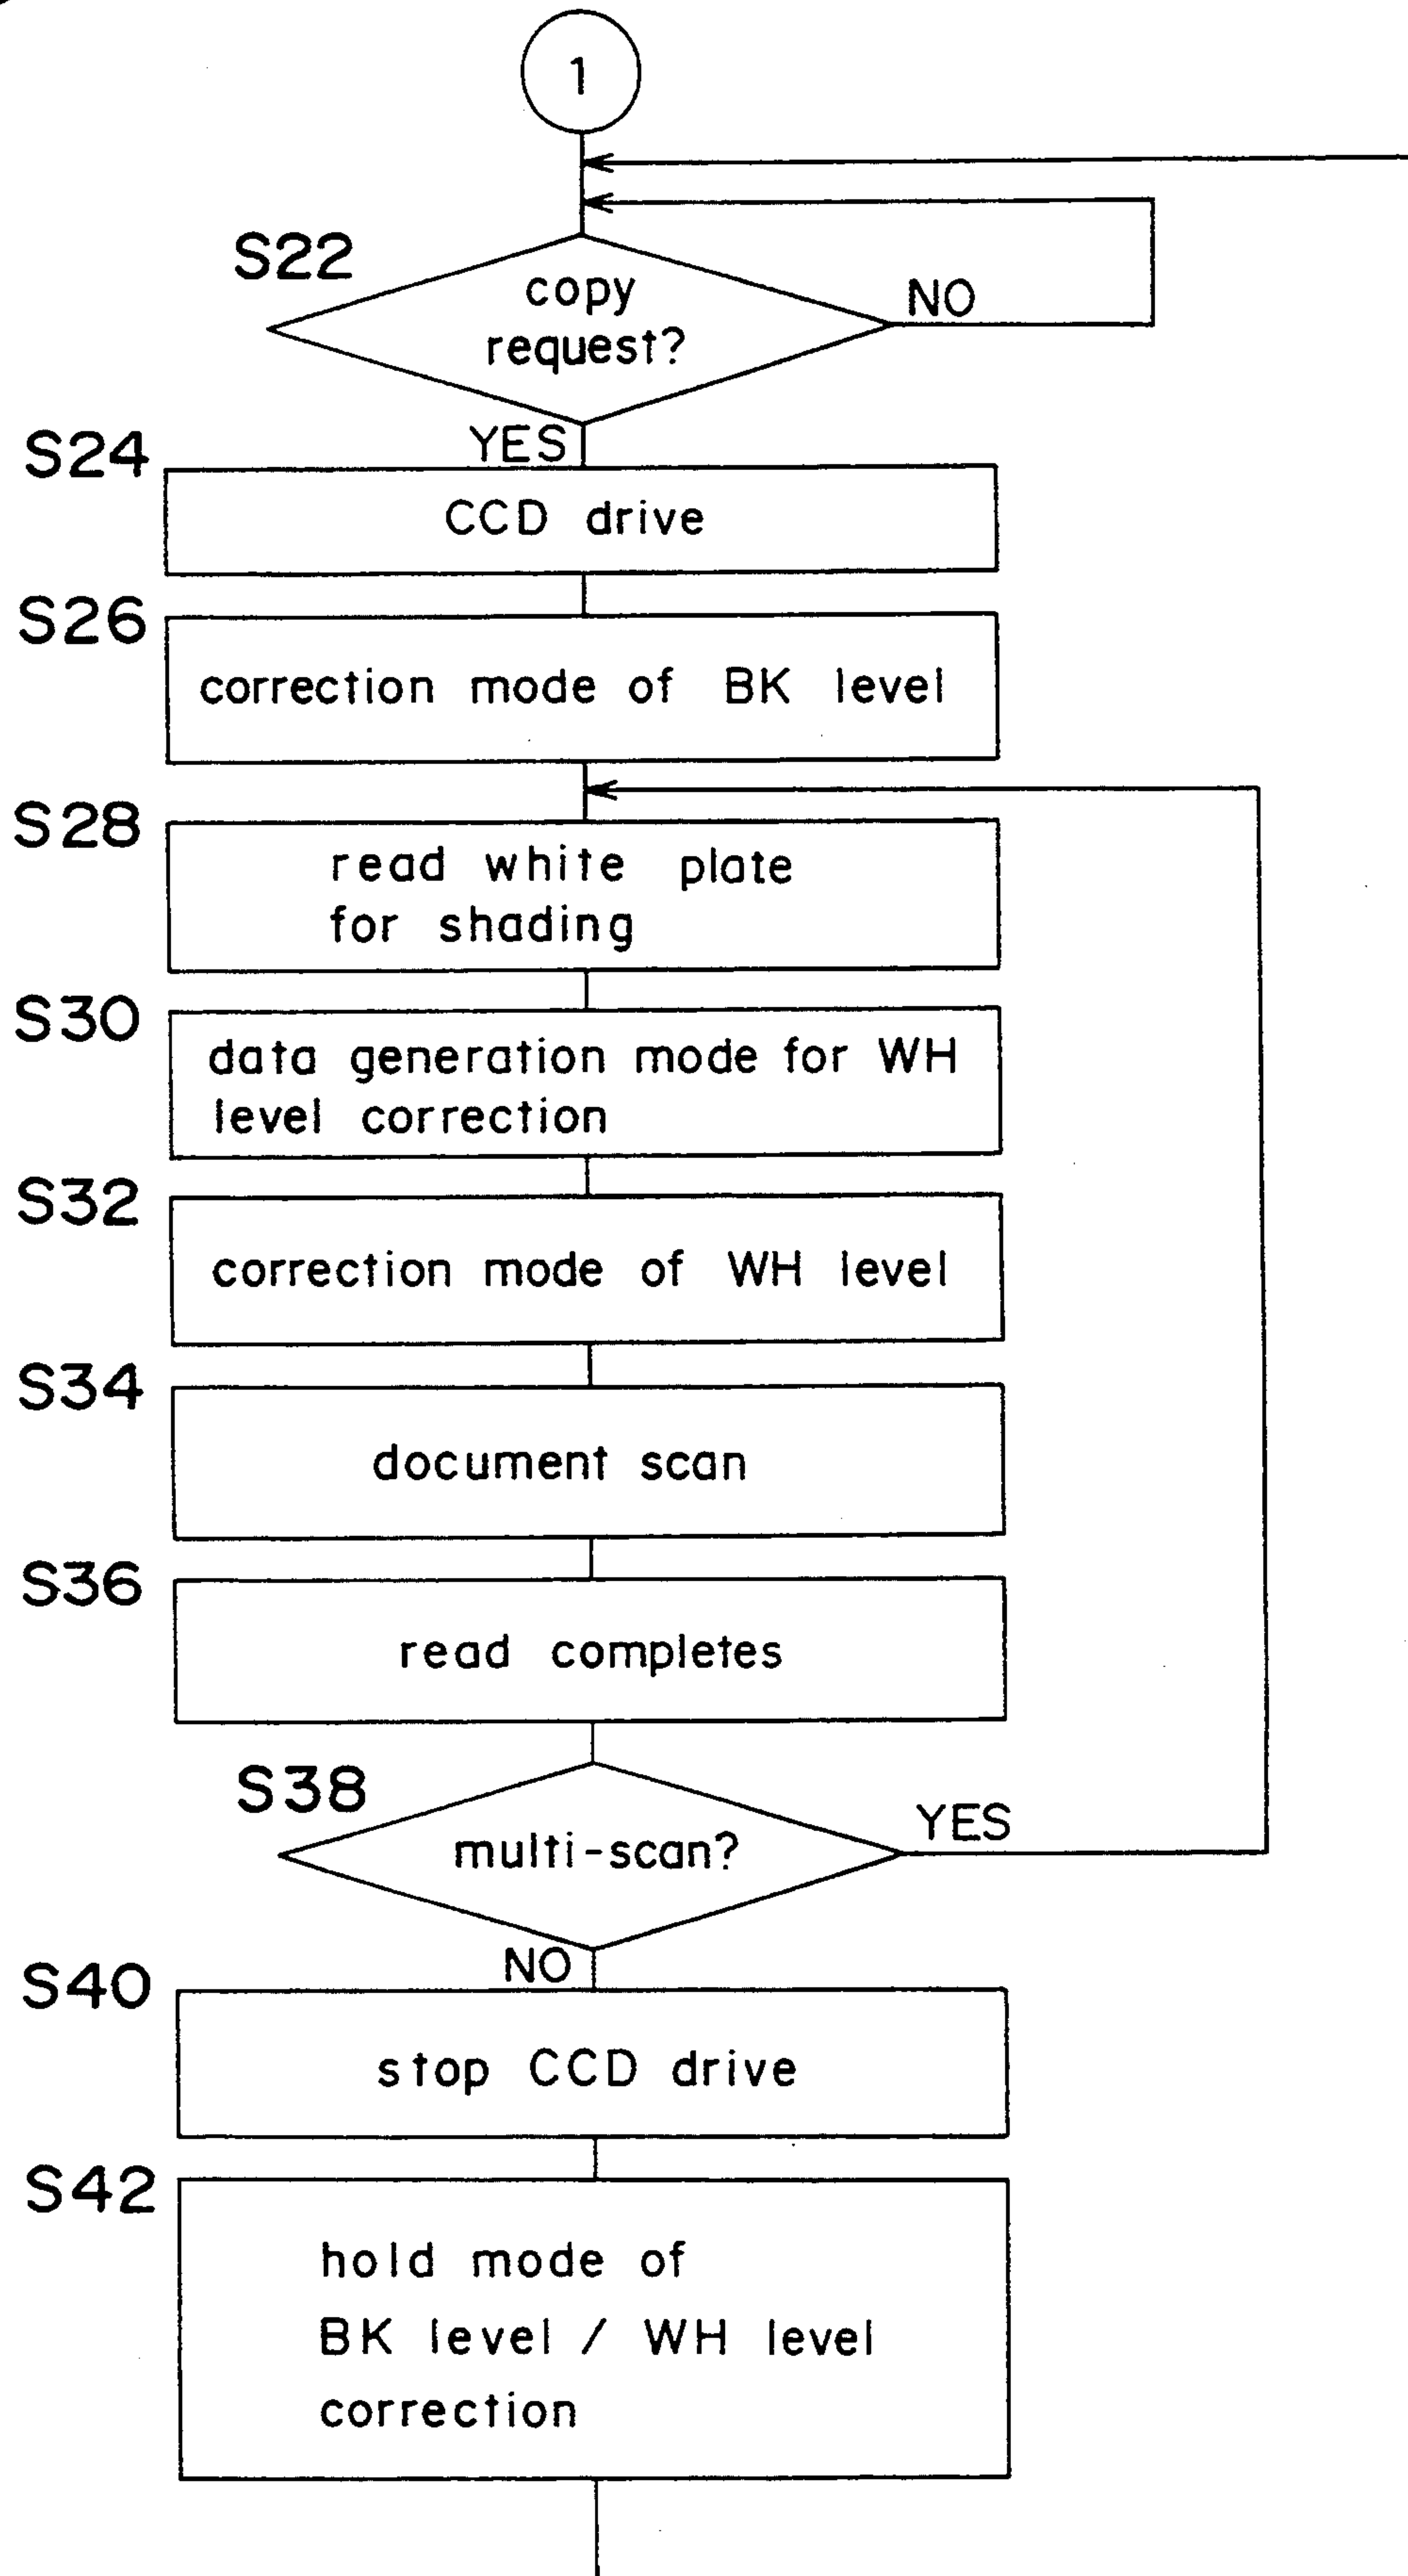 1
S22
copy
request?
NO
YES
S24
CCD drive
S26
correction mode of BK level
S28
read white plate
for shading
S30
data generation mode for WH
level correction
S32
correction mode of WH level
S34
document scan
S36
read completes
S38
multi-scan?
YES
NO
S40
stop CCD drive
S42
hold mode of
BK level / WH level
correction